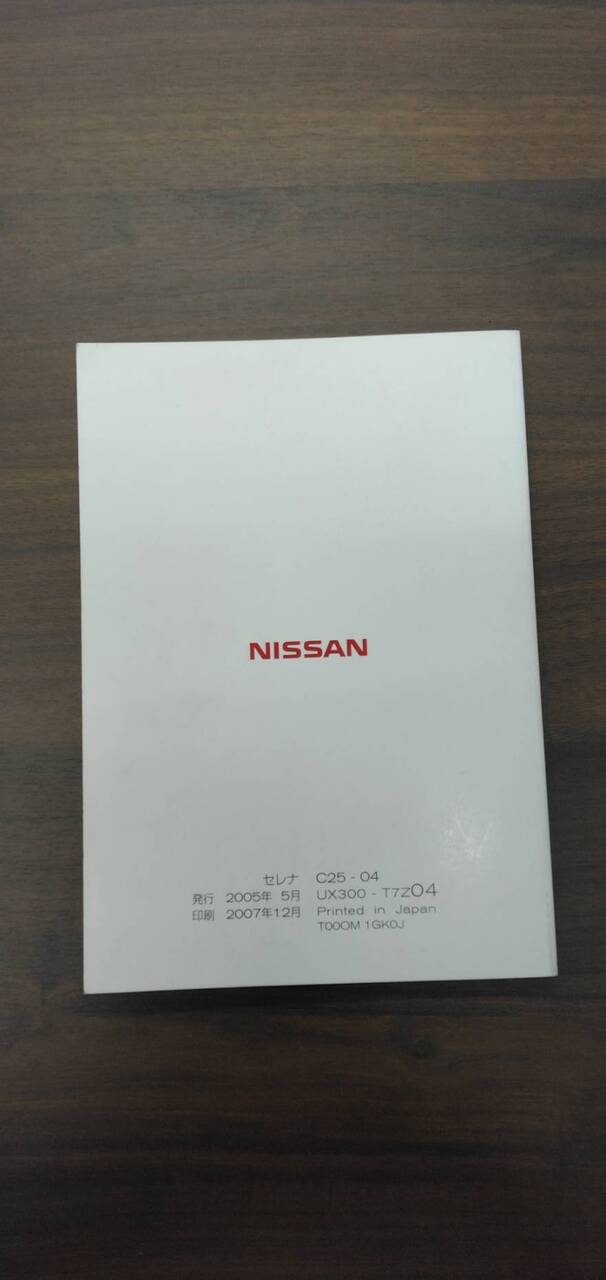 NISSAN
セレナ C25 - 04
発行 2005年 5月 UX300 - T7Z04
印刷 2007年12月 Printed in Japan
T00OM 1GK0J